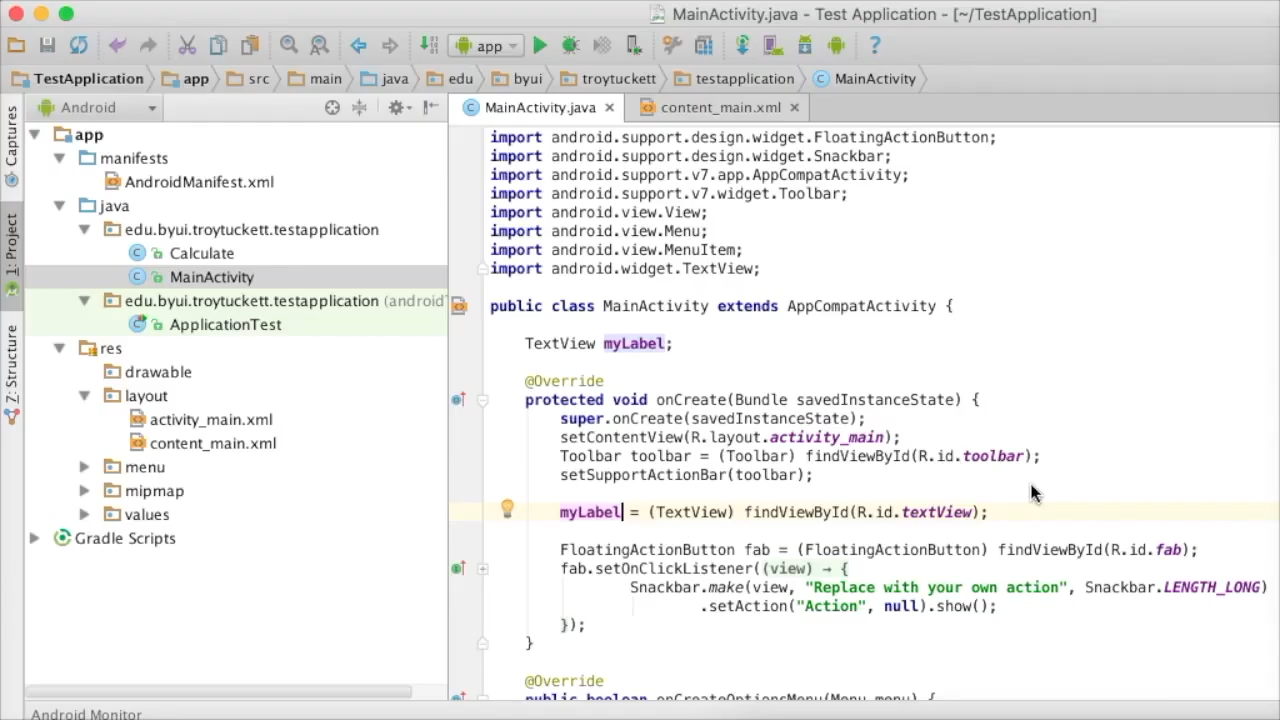 MainActivity.java - Test Application - [~/TestApplication]
app
TestApplication app src main java edu byui troytuckett testapplication MainActivity
Android
MainActivity.java content_main.xml
Captures
1: Project
Z: Structure
app
manifests
AndroidManifest.xml
java
edu.byui.troytuckett.testapplication
Calculate
MainActivity
edu.byui.troytuckett.testapplication (android
ApplicationTest
res
drawable
layout
activity_main.xml
content_main.xml
menu
mipmap
values
Gradle Scripts
import android.support.design.widget.FloatingActionButton;
import android.support.design.widget.Snackbar;
import android.support.v7.app.AppCompatActivity;
import android.support.v7.widget.Toolbar;
import android.view.View;
import android.view.Menu;
import android.view.MenuItem;
import android.widget.TextView;
public class MainActivity extends AppCompatActivity {
TextView myLabel;
@Override
protected void onCreate(Bundle savedInstanceState) {
super.onCreate(savedInstanceState);
setContentView(R.layout.activity_main);
Toolbar toolbar = (Toolbar) findViewById(R.id.toolbar);
setSupportActionBar(toolbar);
myLabel = (TextView) findViewById(R.id.textView);
FloatingActionButton fab = (FloatingActionButton) findViewById(R.id.fab);
fab.setOnClickListener((view) → {
Snackbar.make(view, "Replace with your own action", Snackbar.LENGTH_LONG)
.setAction("Action", null).show();
});
}
@Override
public boolean onCreateOptionsMenu(Menu menu) {
Android Monitor